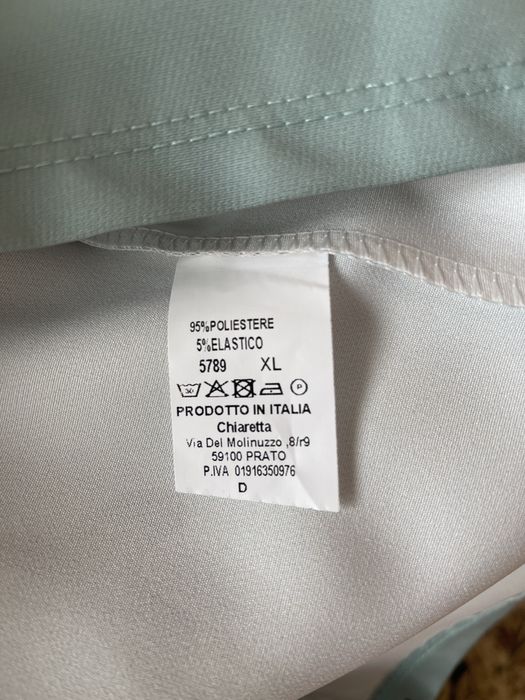 95%POLIESTERE
5%ELASTICO
5789 XL
30 P
PRODOTTO IN ITALIA
Chiaretta
Via Del Molinuzzo ,8/r9
59100 PRATO
P.IVA 01916350976
D